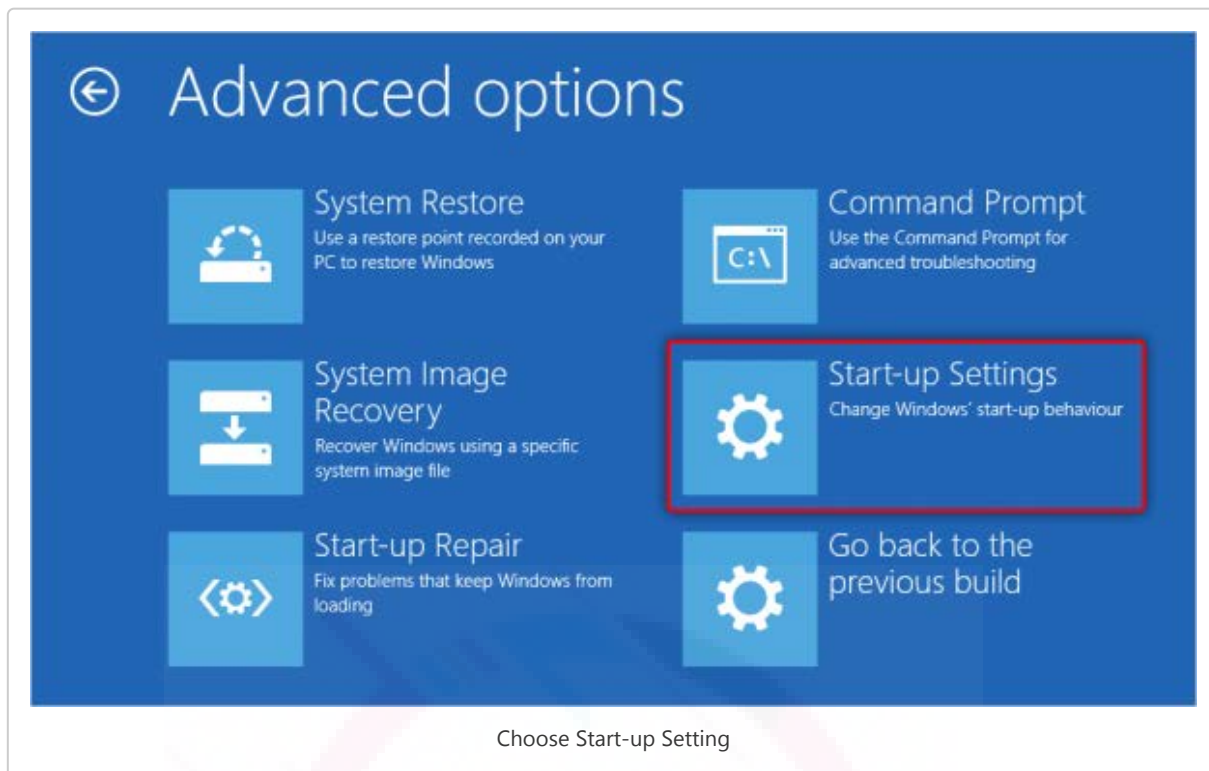 Advanced options
System Restore
Use a restore point recorded on your
PC to restore Windows
Command Prompt
Use the Command Prompt for
advanced troubleshooting
C:\
System Image
Recovery
Recover Windows using a specific
system image file
Start-up Settings
Change Windows' start-up behaviour
Start-up Repair
Fix problems that keep Windows from
loading
Go back to the
previous build
Choose Start-up Setting